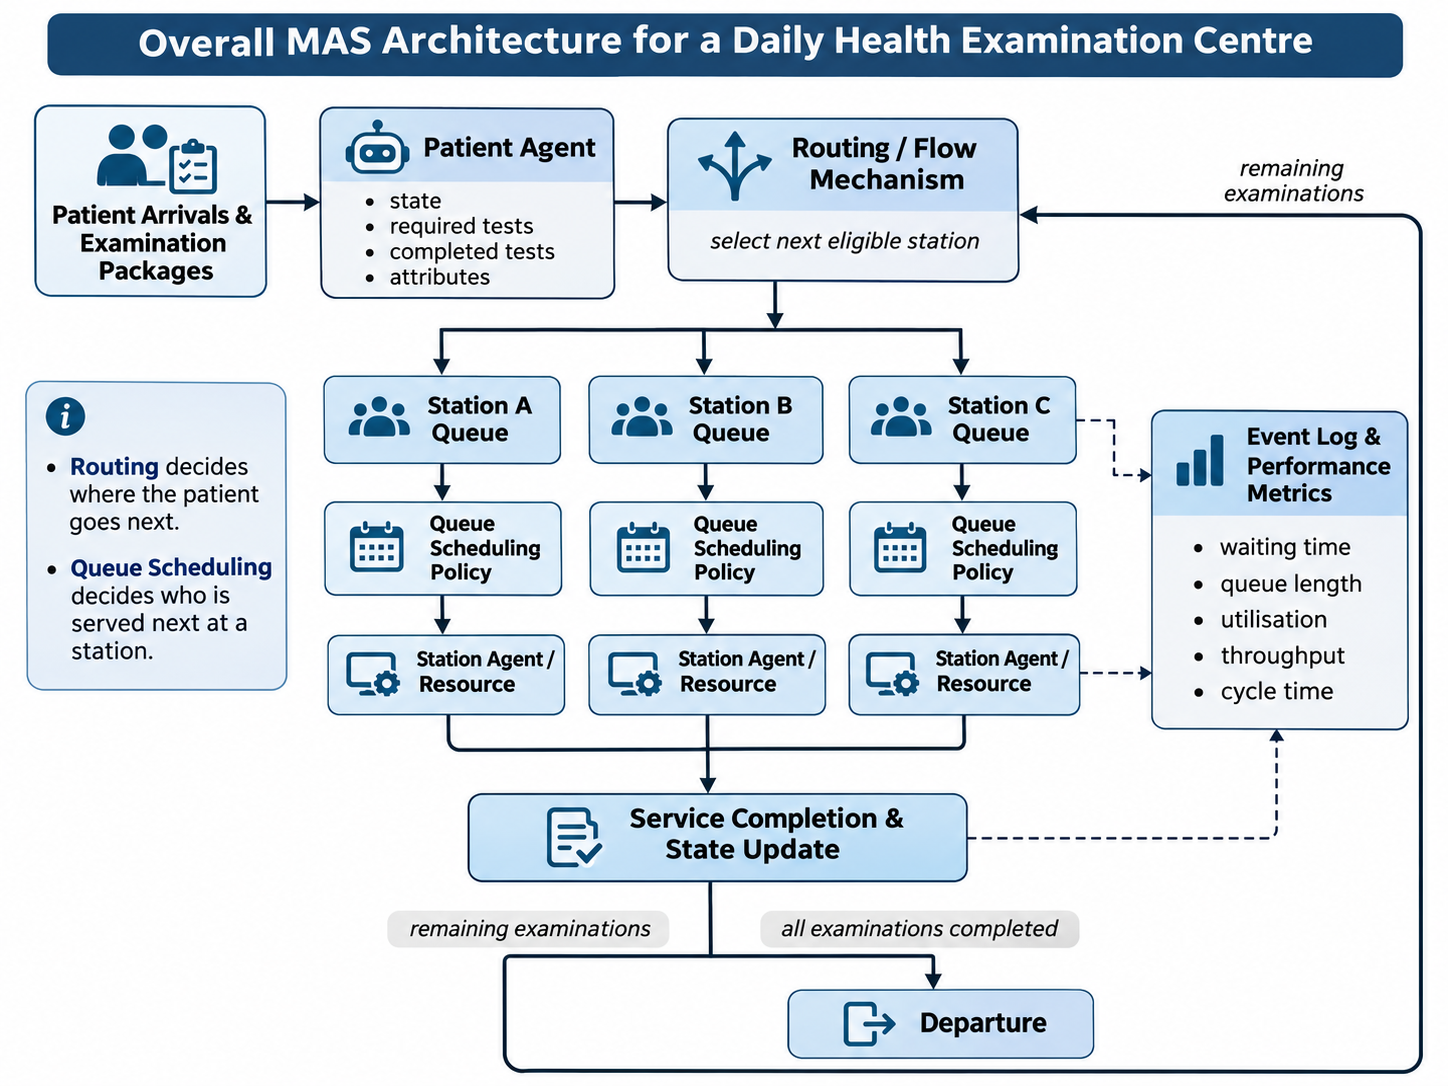 Overall MAS Architecture for a Daily Health Examination Centre
Patient Arrivals &
Examination
Packages
Patient Agent
• state
• required tests
• completed tests
• attributes
Routing / Flow
Mechanism
select next eligible station
remaining
examinations
i
• Routing decides
where the patient
goes next.
• Queue Scheduling
decides who is
served next at a
station.
Station A
Queue
Station B
Queue
Station C
Queue
Queue
Scheduling
Policy
Queue
Scheduling
Policy
Queue
Scheduling
Policy
Station Agent /
Resource
Station Agent /
Resource
Station Agent /
Resource
Event Log &
Performance
Metrics
• waiting time
• queue length
• utilisation
• throughput
• cycle time
Service Completion &
State Update
remaining examinations
all examinations completed
Departure